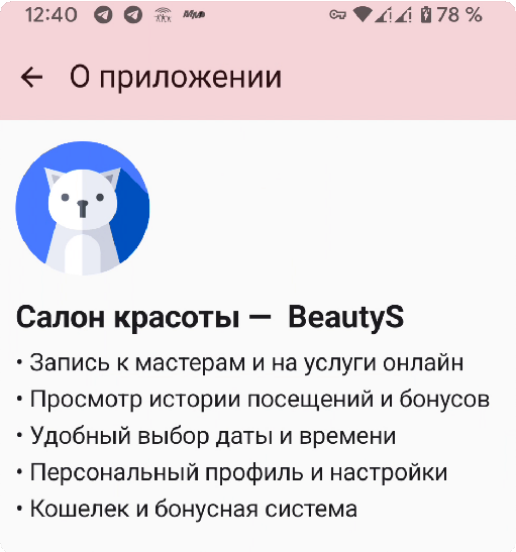 12:40 78 %
← О приложении
Салон красоты — BeautyS
• Запись к мастерам и на услуги онлайн
• Просмотр истории посещений и бонусов
• Удобный выбор даты и времени
• Персональный профиль и настройки
• Кошелек и бонусная система